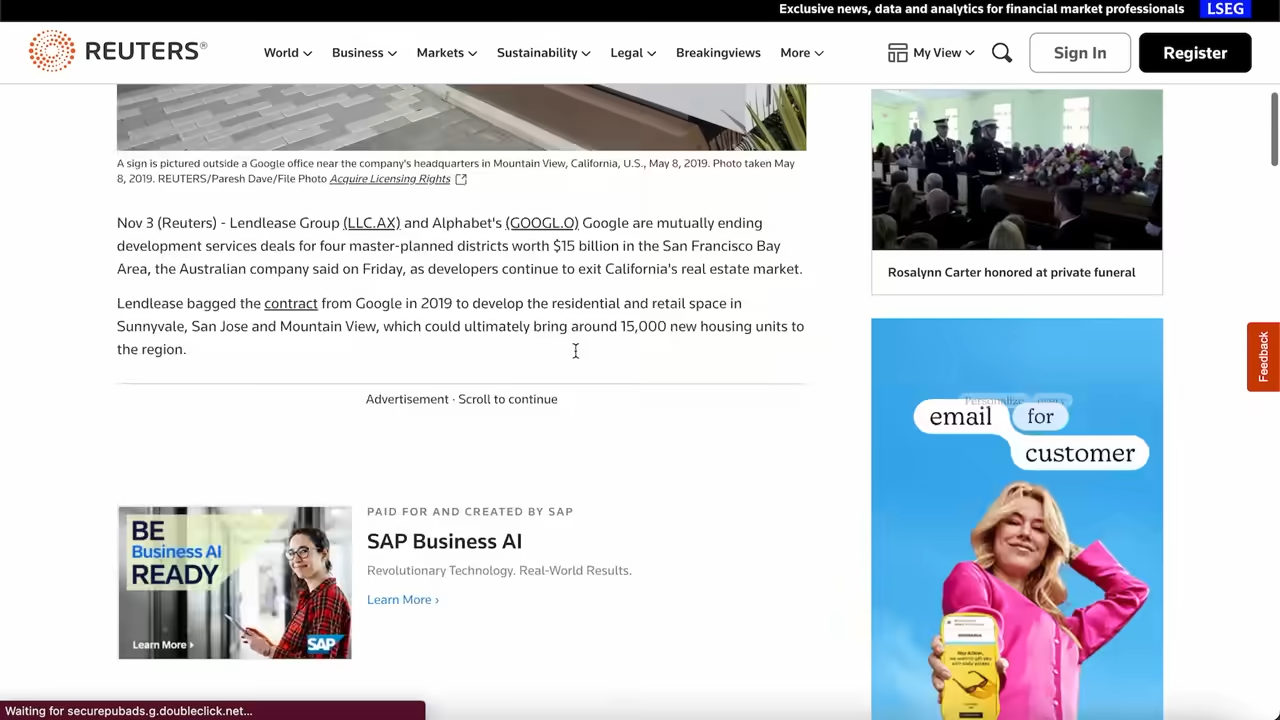 Exclusive news, data and analytics for financial market professionals LSEG
REUTERS®
World Business Markets Sustainability Legal Breakingviews More
My View
Sign In
Register
A sign is pictured outside a Google office near the company's headquarters in Mountain View, California, U.S., May 8, 2019. Photo taken May
8, 2019. REUTERS/Paresh Dave/File Photo Acquire Licensing Rights
Nov 3 (Reuters) - Lendlease Group (LLC.AX) and Alphabet's (GOOGL.O) Google are mutually ending
development services deals for four master-planned districts worth $15 billion in the San Francisco Bay
Area, the Australian company said on Friday, as developers continue to exit California's real estate market.
Lendlease bagged the contract from Google in 2019 to develop the residential and retail space in
Sunnyvale, San Jose and Mountain View, which could ultimately bring around 15,000 new housing units to
the region.
Advertisement · Scroll to continue
BE
Business AI
READY
Learn More ›
SAP
PAID FOR AND CREATED BY SAP
SAP Business AI
Revolutionary Technology. Real-World Results.
Learn More ›
Rosalynn Carter honored at private funeral
Personalize
email for
customer
Feedback
Waiting for securepubads.g.doubleclick.net...